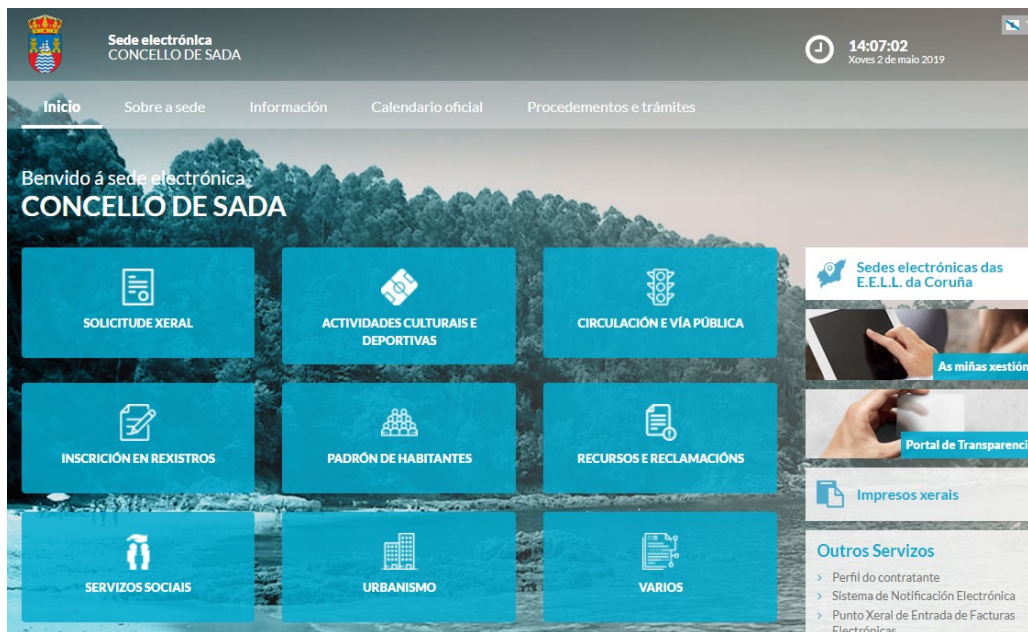 Sede electrónica
CONCELLO DE SADA
14:07:02
Xoves 2 de maio 2019
Inicio
Sobre a sede
Información
Calendario oficial
Procedementos e trámites
Benvido á sede electrónica
CONCELLO DE SADA
SOLICITUDE XERAL
ACTIVIDADES CULTURAIS E
DEPORTIVAS
CIRCULACIÓN E VÍA PÚBLICA
INSCRICIÓN EN REXISTROS
PADRÓN DE HABITANTES
RECURSOS E RECLAMACIÓNS
SERVIZOS SOCIAIS
URBANISMO
VARIOS
Sedes electrónicas das
E.E.L.L. da Coruña
As miñas xestión
Portal de Transparenci
Impresos xerais
Outros Servizos
Perfil do contratante
Sistema de Notificación Electrónica
Punto Xeral de Entrada de Facturas
Electrónicas